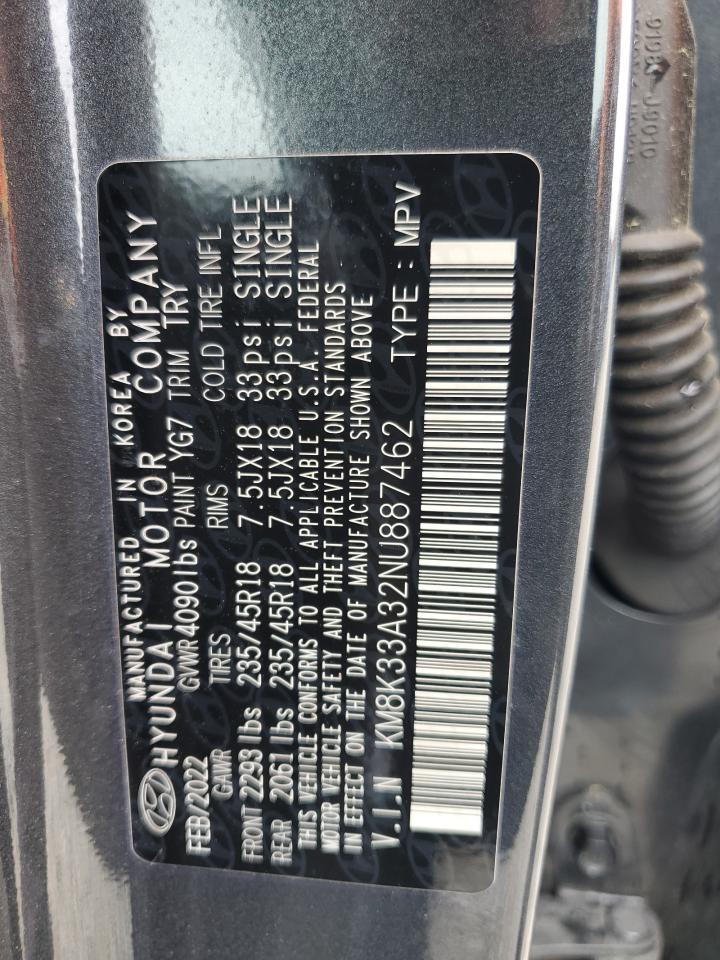 MANUFACTURED IN KOREA BY
HYUNDAI MOTOR COMPANY
FEB/2022 GVWR 4090lbs PAINT YG7 TRIM TRY
GAWR TIRES RIMS COLD TIRE INFL
FRONT 2293 lbs 235/45R18 7.5JX18 33psi SINGLE
REAR 2061 lbs 235/45R18 7.5JX18 33psi SINGLE
THIS VEHICLE CONFORMS TO ALL APPLICABLE U.S.A. FEDERAL
MOTOR VEHICLE SAFETY AND THEFT PREVENTION STANDARDS
IN EFFECT ON THE DATE OF MANUFACTURE SHOWN ABOVE
V.I.N KM8K33A32NU887462 TYPE : MPV
J9010